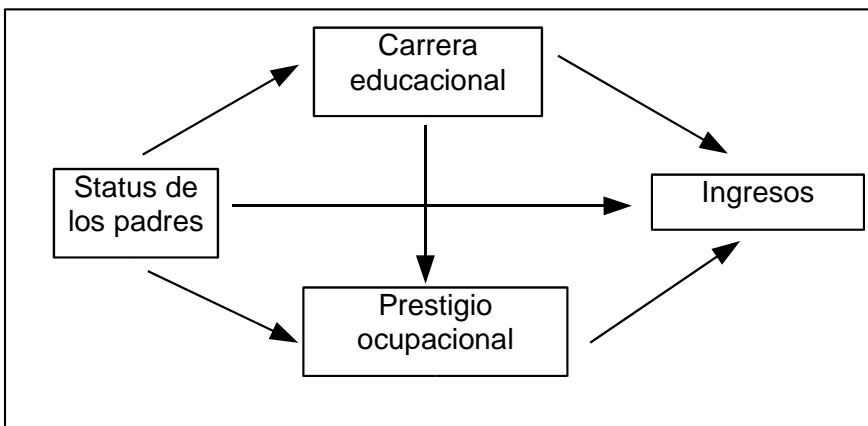 Carrera
educacional
Status de
los padres
Ingresos
Prestigio
ocupacional